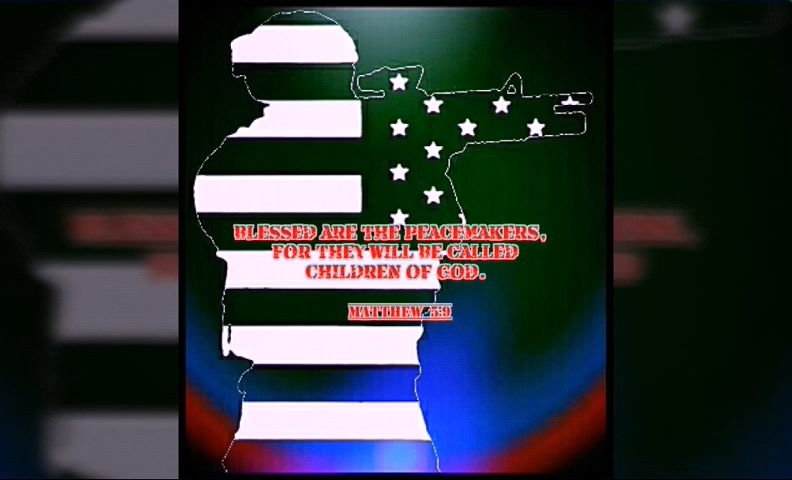 BLESSED ARE THE PEACEMAKERS,
FOR THEY WILL BE CALLED
CHILDREN OF GOD.
MATTHEW 5:9